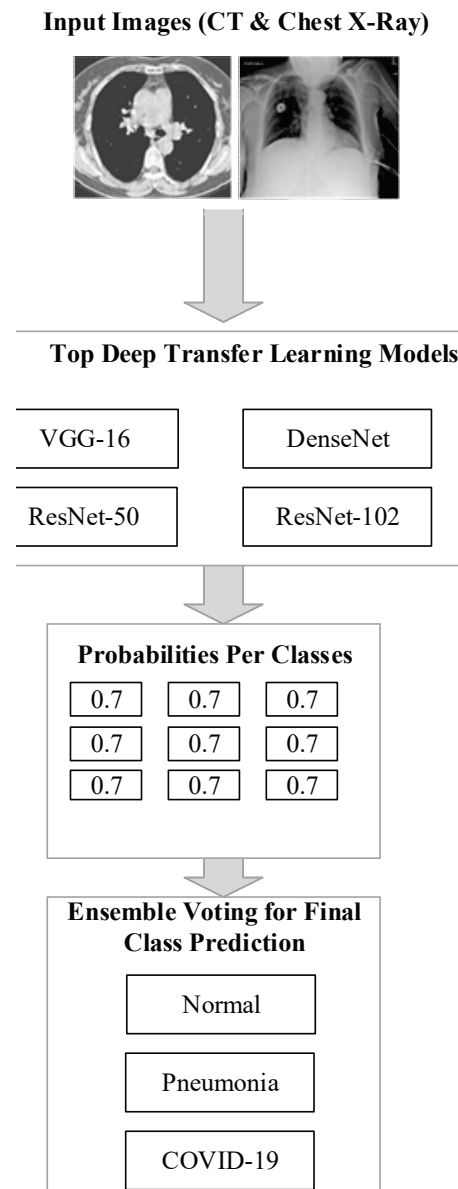 Input Images (CT & Chest X-Ray)
Top Deep Transfer Learning Models
VGG-16
DenseNet
ResNet-50
ResNet-102
Probabilities Per Classes
0.7
0.7
0.7
0.7
0.7
0.7
0.7
0.7
0.7
Ensemble Voting for Final
Class Prediction
Normal
Pneumonia
COVID-19